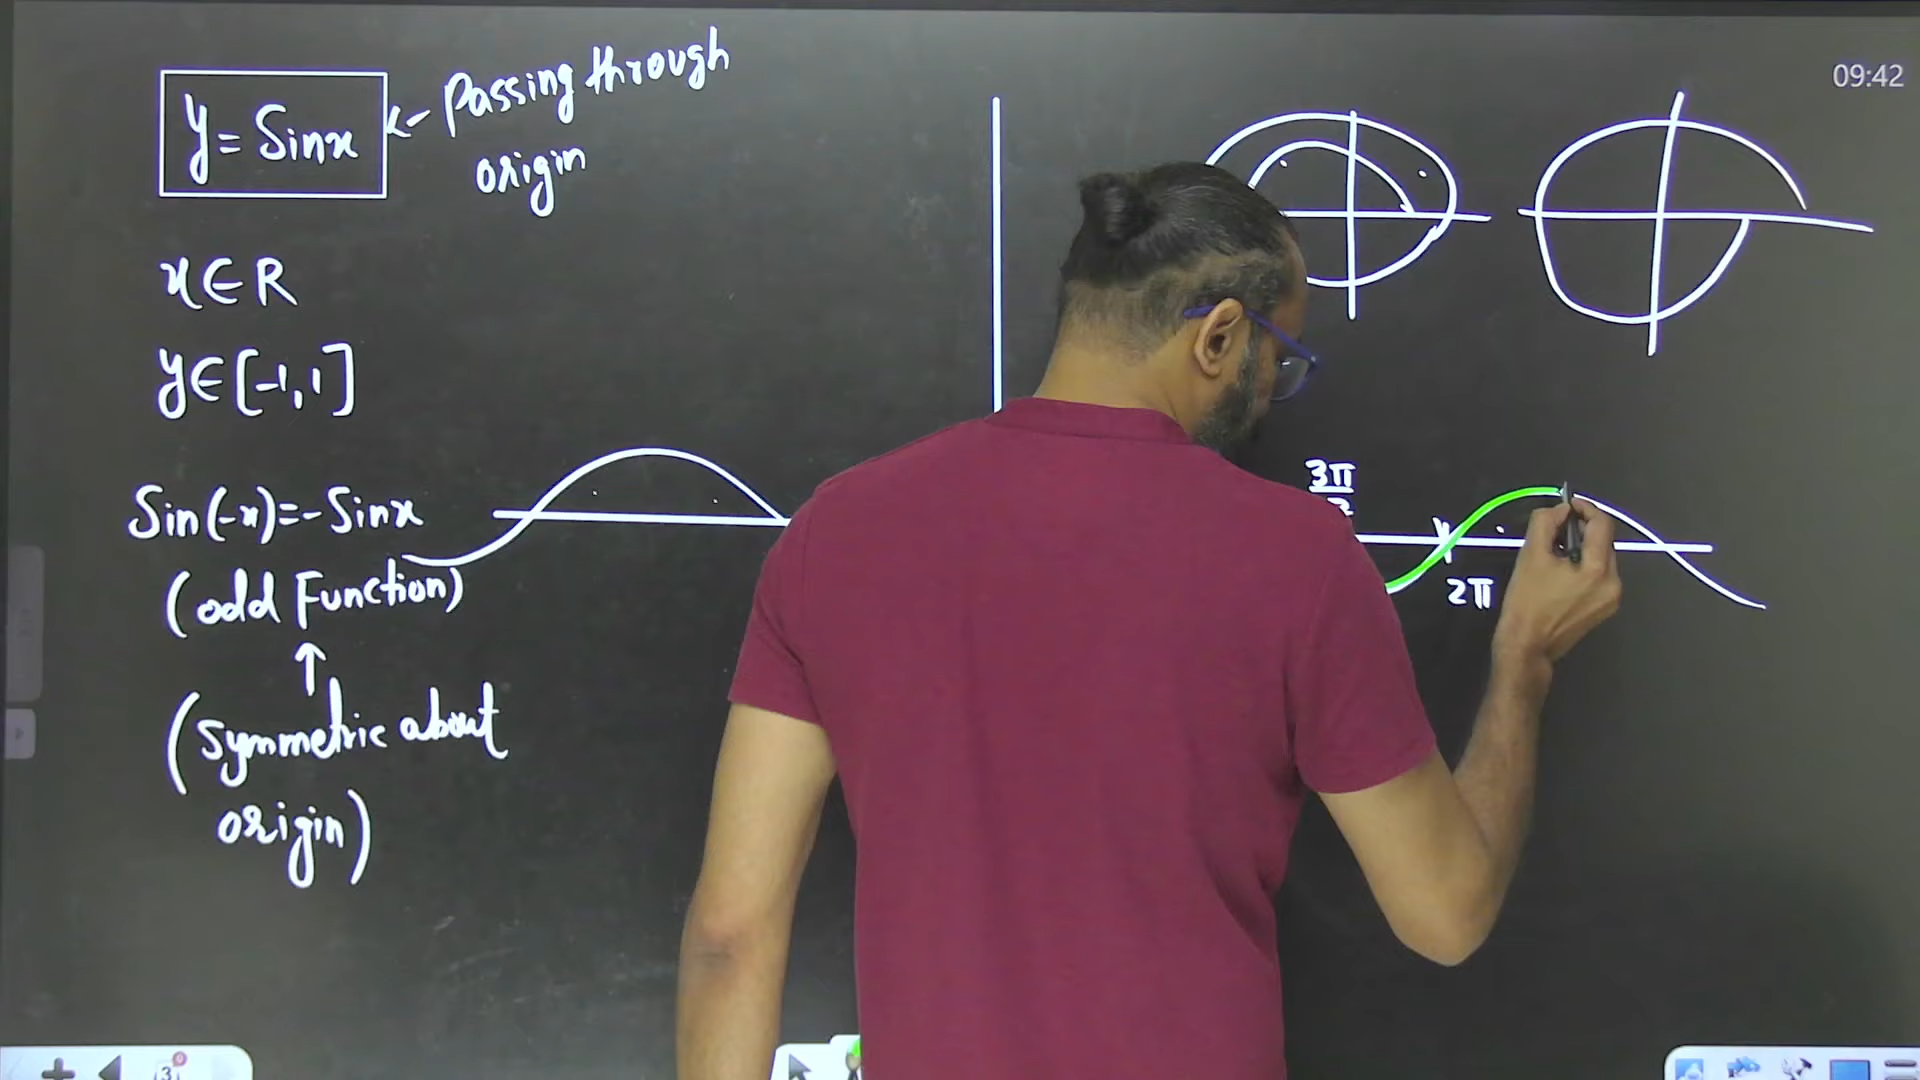 09:42
y = Sinx ← Passing through
origin
x ∈ R
y ∈ [-1, 1]
Sin(-x) = - Sinx
(odd Function)
↑
(Symmetric about
origin)
3π
2π